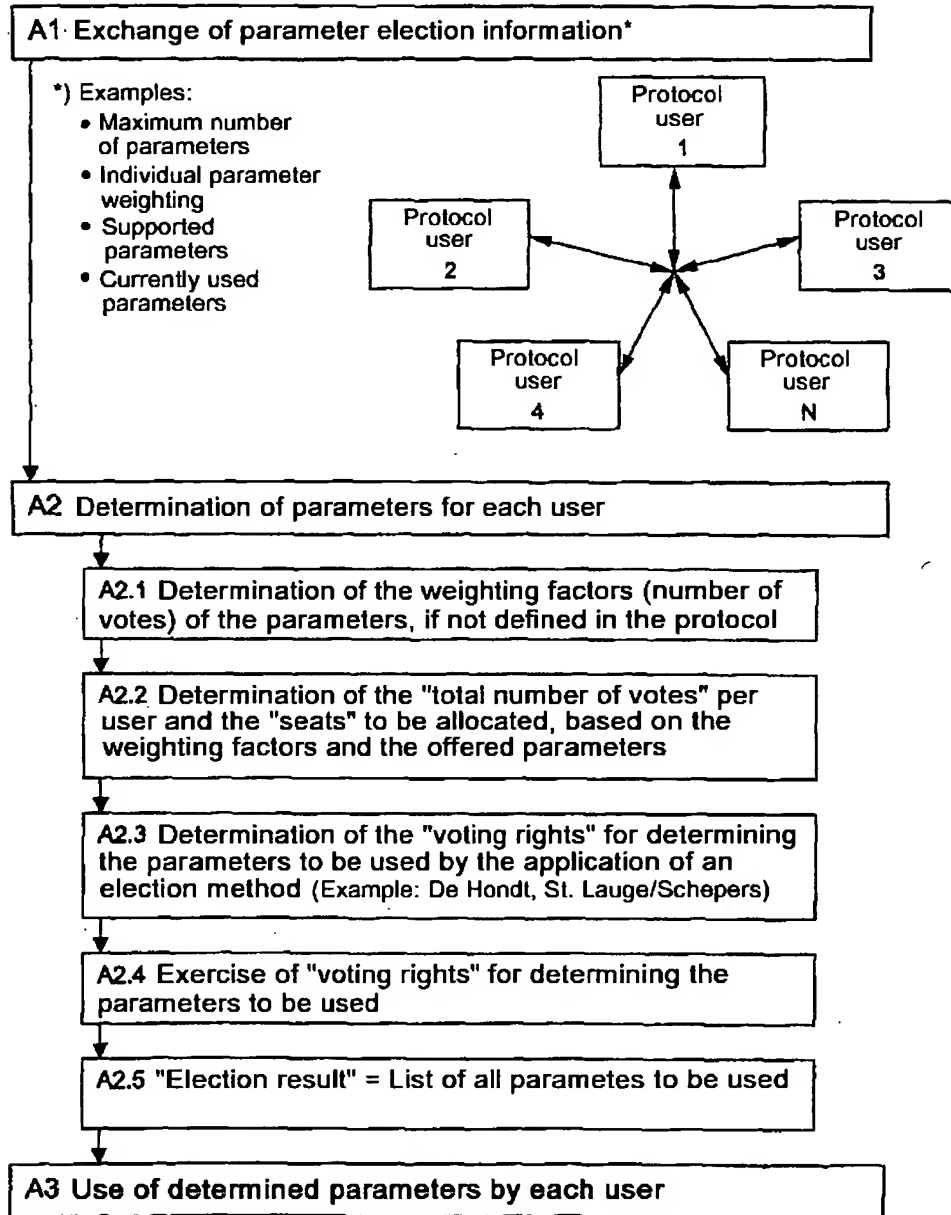 A1 Exchange of parameter election information*
*) Examples:
• Maximum number
of parameters
• Individual parameter
weighting
• Supported
parameters
• Currently used
parameters
Protocol
user
1
Protocol
user
2
Protocol
user
3
Protocol
user
4
Protocol
user
N
A2 Determination of parameters for each user
A2.1 Determination of the weighting factors (number of
votes) of the parameters, if not defined in the protocol
A2.2 Determination of the "total number of votes" per
user and the "seats" to be allocated, based on the
weighting factors and the offered parameters
A2.3 Determination of the "voting rights" for determining
the parameters to be used by the application of an
election method (Example: De Hondt, St. Lauge/Schepers)
A2.4 Exercise of "voting rights" for determining the
parameters to be used
A2.5 "Election result" = List of all parametes to be used
A3 Use of determined parameters by each user